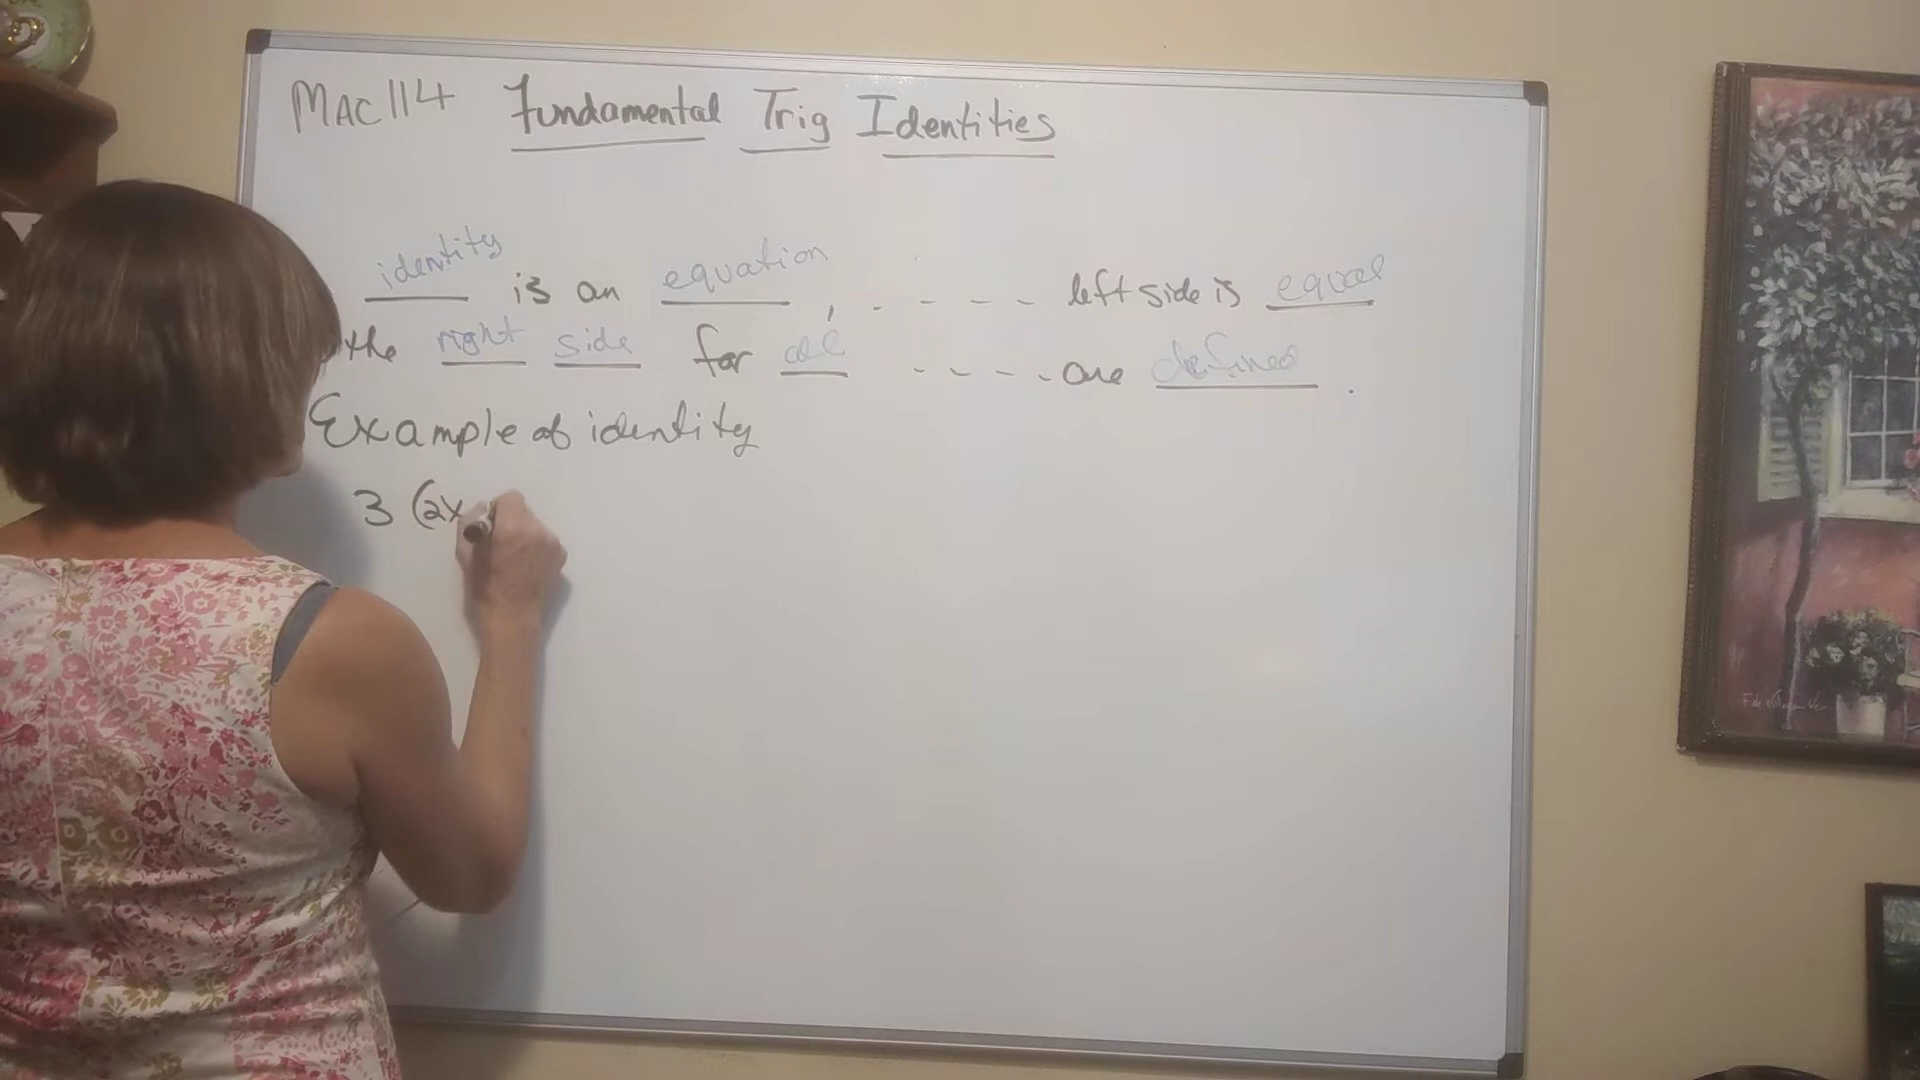 MAC 114 Fundamental Trig Identities
identity is an equation, - - - - left side is equal
the right side for all - - - - are defined.
Example of identity
3 (2x